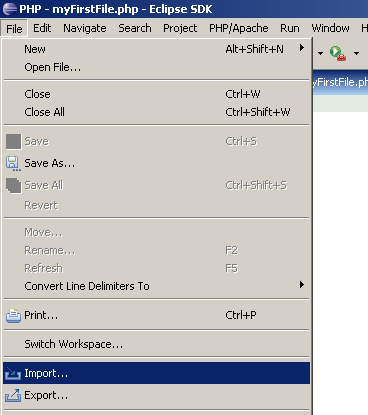 PHP - myFirstFile.php - Eclipse SDK
File Edit Navigate Search Project PHP/Apache Run Window H
New Alt+Shift+N
Open File...
Close Ctrl+W
Close All Ctrl+Shift+W
Save Ctrl+S
Save As...
Save All Ctrl+Shift+S
Revert
Move...
Rename... F2
Refresh F5
Convert Line Delimiters To
Print... Ctrl+P
Switch Workspace...
Import...
Export...
yFirstFile.ph